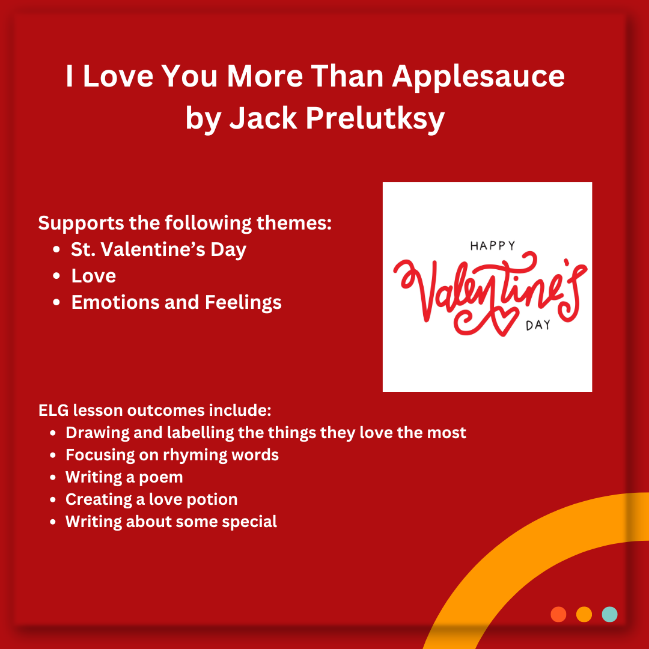 I Love You More Than Applesauce
by Jack Prelutksy
Supports the following themes:
• St. Valentine’s Day
• Love
• Emotions and Feelings
HAPPY
Valentine's
DAY
ELG lesson outcomes include:
• Drawing and labelling the things they love the most
• Focusing on rhyming words
• Writing a poem
• Creating a love potion
• Writing about some special